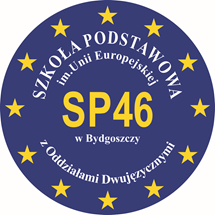 SZKOŁA PODSTAWOWA
im. Unii Europejskiej
SP46
w Bydgoszczy
z Oddziałami Dwujęzycznymi